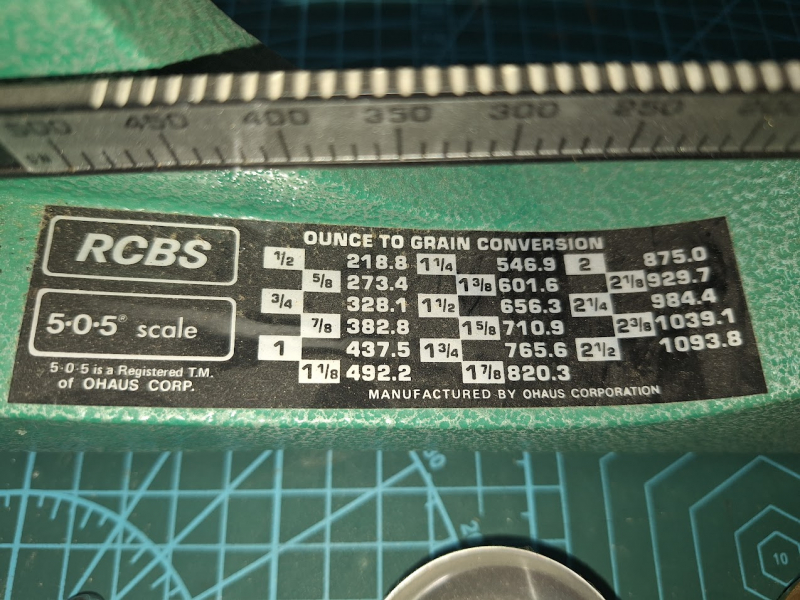 500 450 400 350 300 250 200
GN
RCBS
5·0·5® scale
5·0·5 is a Registered T.M.
of OHAUS CORP.
OUNCE TO GRAIN CONVERSION
1/2 218.8 1 1/4 546.9 2 875.0
5/8 273.4 1 3/8 601.6 2 1/8 929.7
3/4 328.1 1 1/2 656.3 2 1/4 984.4
7/8 382.8 1 5/8 710.9 2 3/8 1039.1
1 437.5 1 3/4 765.6 2 1/2 1093.8
1 1/8 492.2 1 7/8 820.3
MANUFACTURED BY OHAUS CORPORATION
10